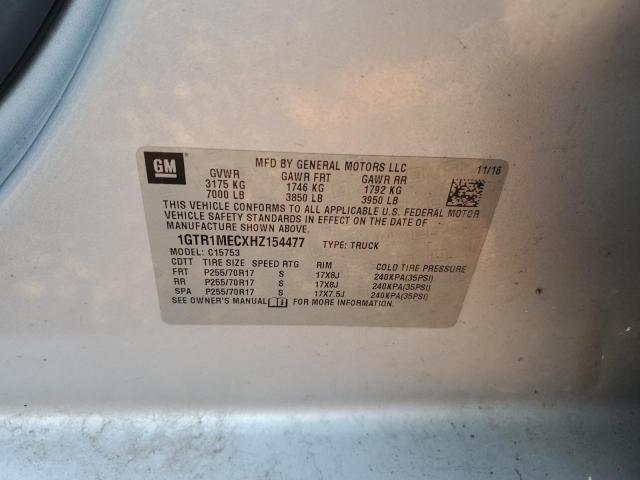 GM
MFD BY GENERAL MOTORS LLC 11/16
GVWR GAWR FRT GAWR RR
3175 KG 1746 KG 1792 KG
7000 LB 3850 LB 3950 LB
THIS VEHICLE CONFORMS TO ALL APPLICABLE U.S. FEDERAL MOTOR
VEHICLE SAFETY STANDARDS IN EFFECT ON THE DATE OF
MANUFACTURE SHOWN ABOVE.
1GTR1MECXHZ154477 TYPE: TRUCK
MODEL: C15753
CDTT TIRE SIZE SPEED RTG RIM COLD TIRE PRESSURE
FRT P255/70R17 S 17X8J 240KPA(35PSI)
RR P255/70R17 S 17X8J 240KPA(35PSI)
SPA P255/70R17 S 17X7.5J 240KPA(35PSI)
SEE OWNER'S MANUAL FOR MORE INFORMATION.